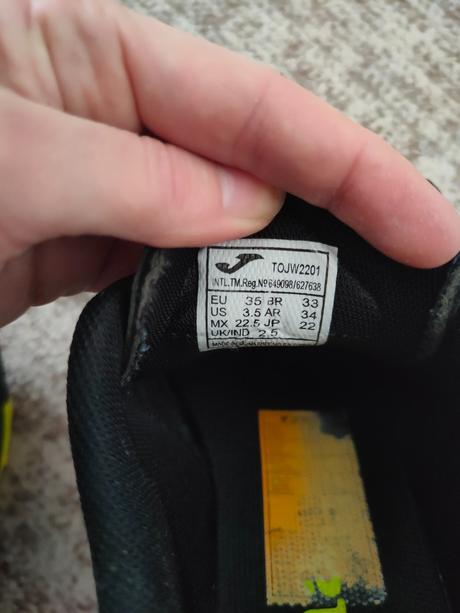 TOJW2201
INTL.TM.Reg.Nº649098/627638
EU 35 BR 33
US 3.5 AR 34
MX 22.5 JP 22
UK/IND 2.5